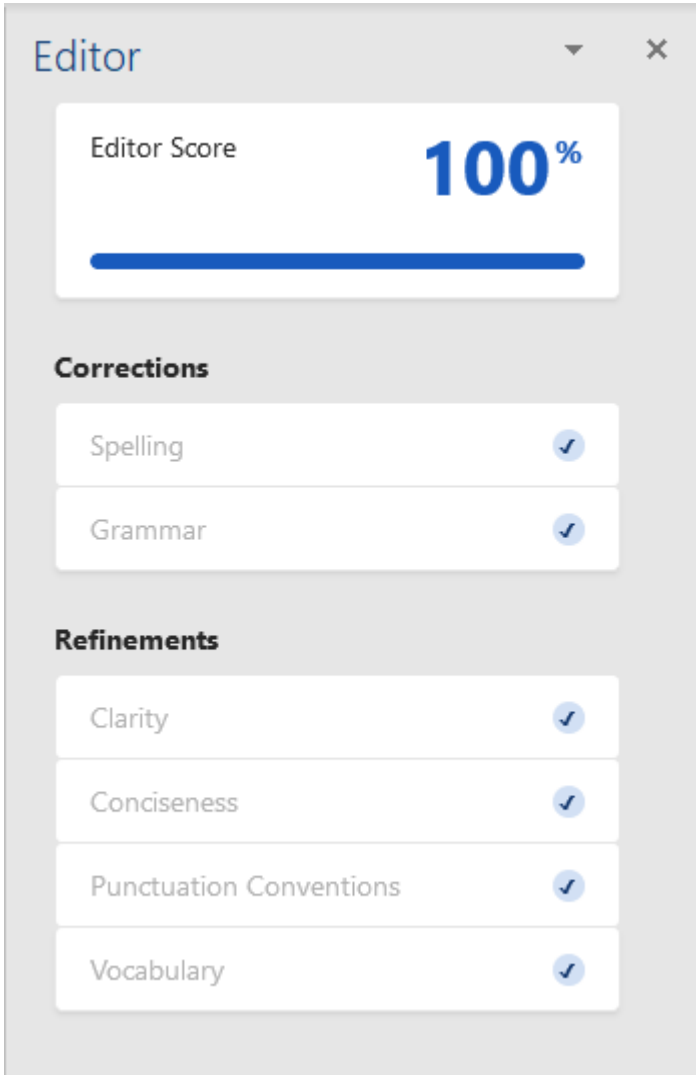 Editor
Editor Score 100%
Corrections
Spelling
Grammar
Refinements
Clarity
Conciseness
Punctuation Conventions
Vocabulary